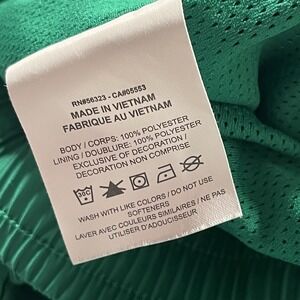 RN#56323 - CA#05553
MADE IN VIETNAM
FABRIQUE AU VIETNAM
BODY / CORPS: 100% POLYESTER
LINING / DOUBLURE: 100% POLYESTER
EXCLUSIVE OF DECORATION /
DECORATION NON COMPRISE
30C
WASH WITH LIKE COLORS / DO NOT USE
SOFTENERS
LAVER AVEC COULEURS SIMILAIRES / NE PAS
UTILISER D'ADOUCISSEUR